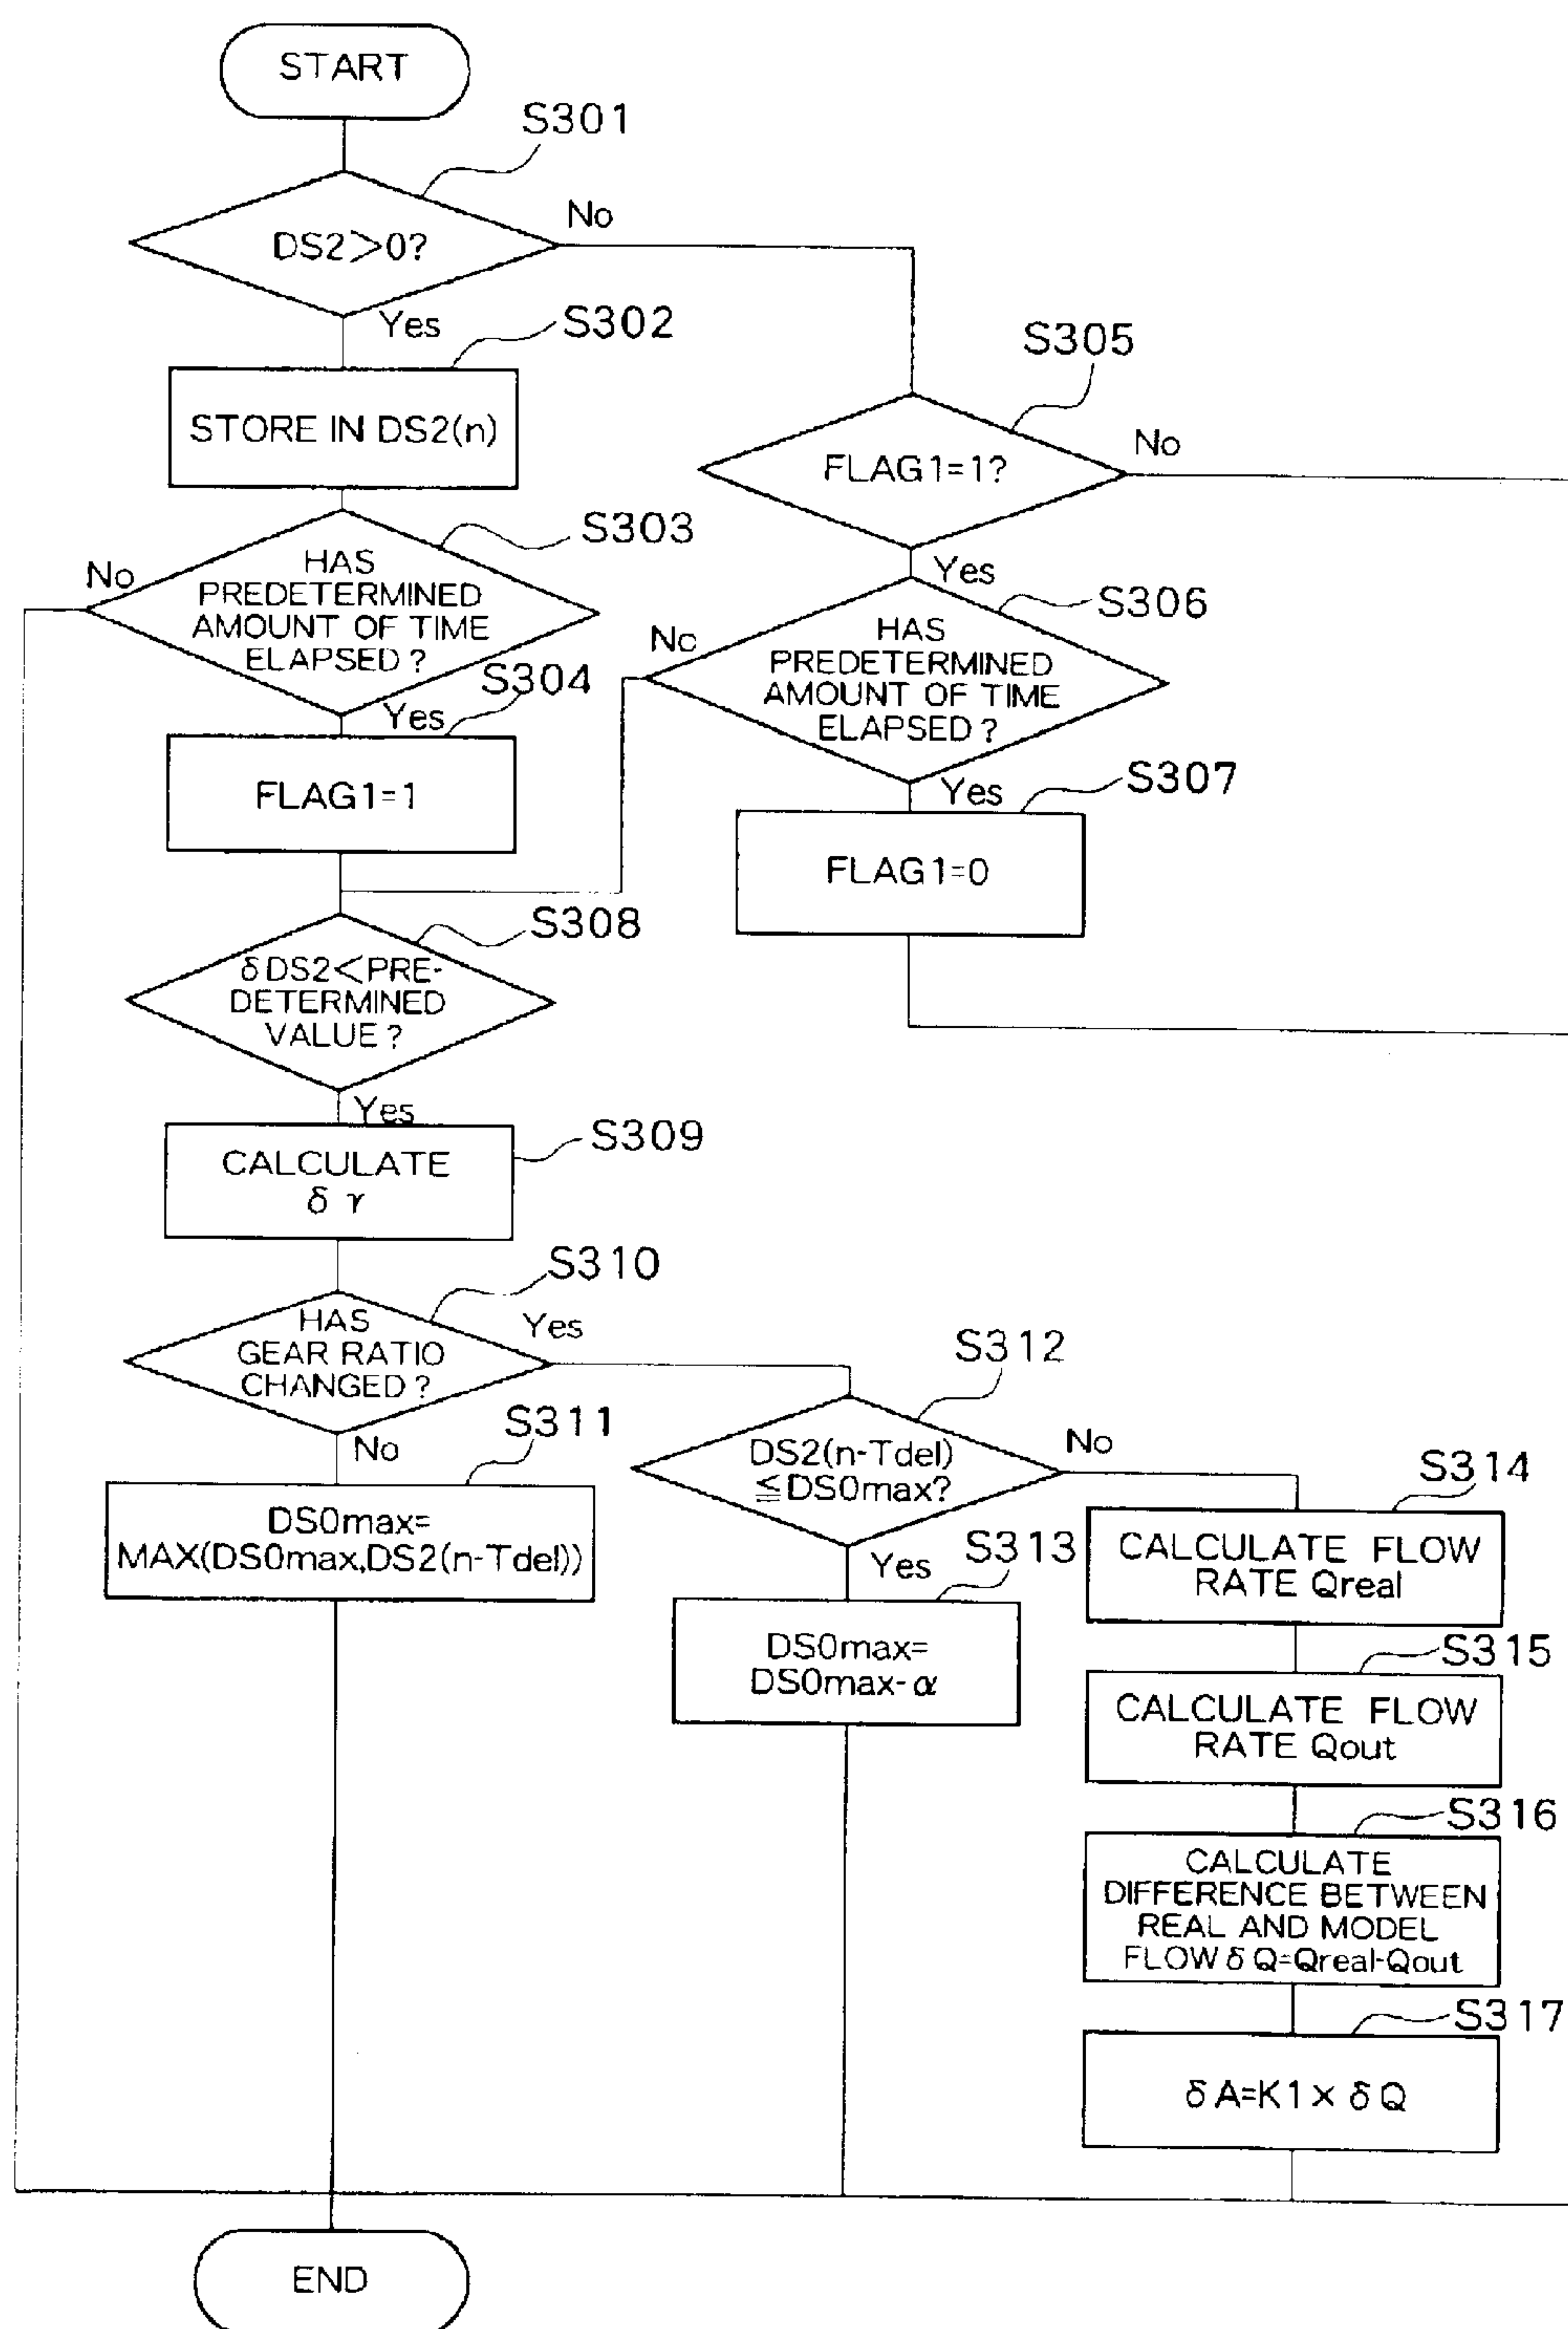 START
S301
DS2>0?
No
Yes
S302
STORE IN DS2(n)
S303
HAS
PREDETERMINED
AMOUNT OF TIME
ELAPSED?
No
Yes
S304
FLAG1=1
S305
FLAG1=1?
No
Yes
S306
HAS
PREDETERMINED
AMOUNT OF TIME
ELAPSED?
No
Yes
S307
FLAG1=0
S308
δDS2<PRE-
DETERMINED
VALUE?
Yes
S309
CALCULATE
δ γ
S310
HAS
GEAR RATIO
CHANGED?
Yes
No
S311
DS0max=
MAX(DS0max,DS2(n-Tdel))
S312
DS2(n-Tdel)
≦DS0max?
No
Yes
S313
DS0max=
DS0max-α
S314
CALCULATE FLOW
RATE Qreal
S315
CALCULATE FLOW
RATE Qout
S316
CALCULATE
DIFFERENCE BETWEEN
REAL AND MODEL
FLOW δQ=Qreal-Qout
S317
δA=K1×δQ
END